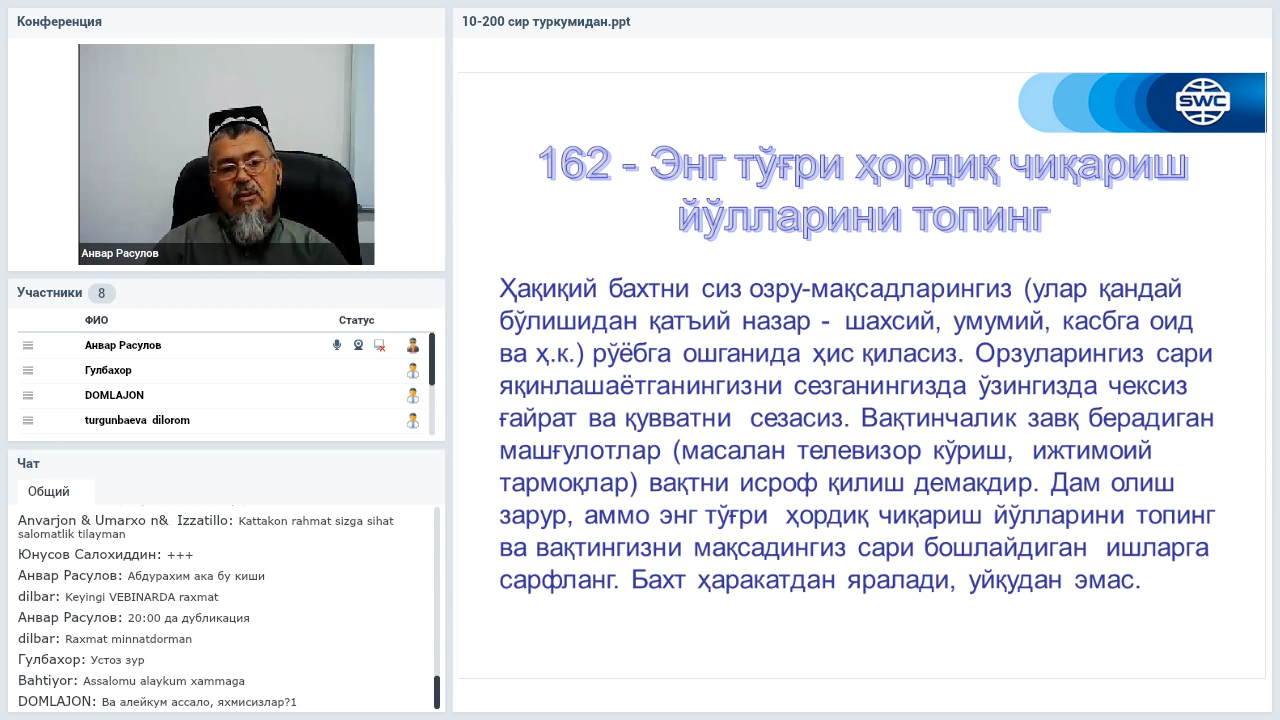 Конференция
Анвар Расулов
Участники 8
ФИО Статус
Анвар Расулов
Гулбахор
DOMLAJON
turgunbaeva dilorom
Чат
Общий
Anvarjon & Umarxo n& Izzatillo: Kattakon rahmat sizga sihat
salomatlik tilayman
Юнусов Салохиддин: +++
Анвар Расулов: Абдурахим ака бу киши
dilbar: Keyingi VEBINARDA raxmat
Анвар Расулов: 20:00 да дубликация
dilbar: Raxmat minnatdorman
Гулбахор: Устоз зур
Bahtiyor: Assalomu alaykum xammaga
DOMLAJON: Ва алейкум ассало, яхмисизлар?1
10-200 сир туркумидан.ppt
SWC
162 - Энг тўғри ҳордиқ чиқариш
йўлларини топинг
Ҳақиқий бахтни сиз озру-мақсадларингиз (улар қандай
бўлишидан қатъий назар - шахсий, умумий, касбга оид
ва ҳ.к.) рўёбга ошганида ҳис қиласиз. Орзуларингиз сари
яқинлашаётганингизни сезганингизда ўзингизда чексиз
ғайрат ва қувватни сезасиз. Вақтинчалик завқ берадиган
машғулотлар (масалан телевизор кўриш, ижтимоий
тармоқлар) вақтни исроф қилиш демакдир. Дам олиш
зарур, аммо энг тўғри ҳордиқ чиқариш йўлларини топинг
ва вақтингизни мақсадингиз сари бошлайдиган ишларга
сарфланг. Бахт ҳаракатдан яралади, уйқудан эмас.